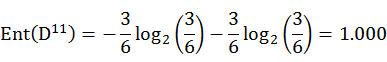 Ent(D¹¹) = −3/6 log₂(3/6) − 3/6 log₂(3/6) = 1.000